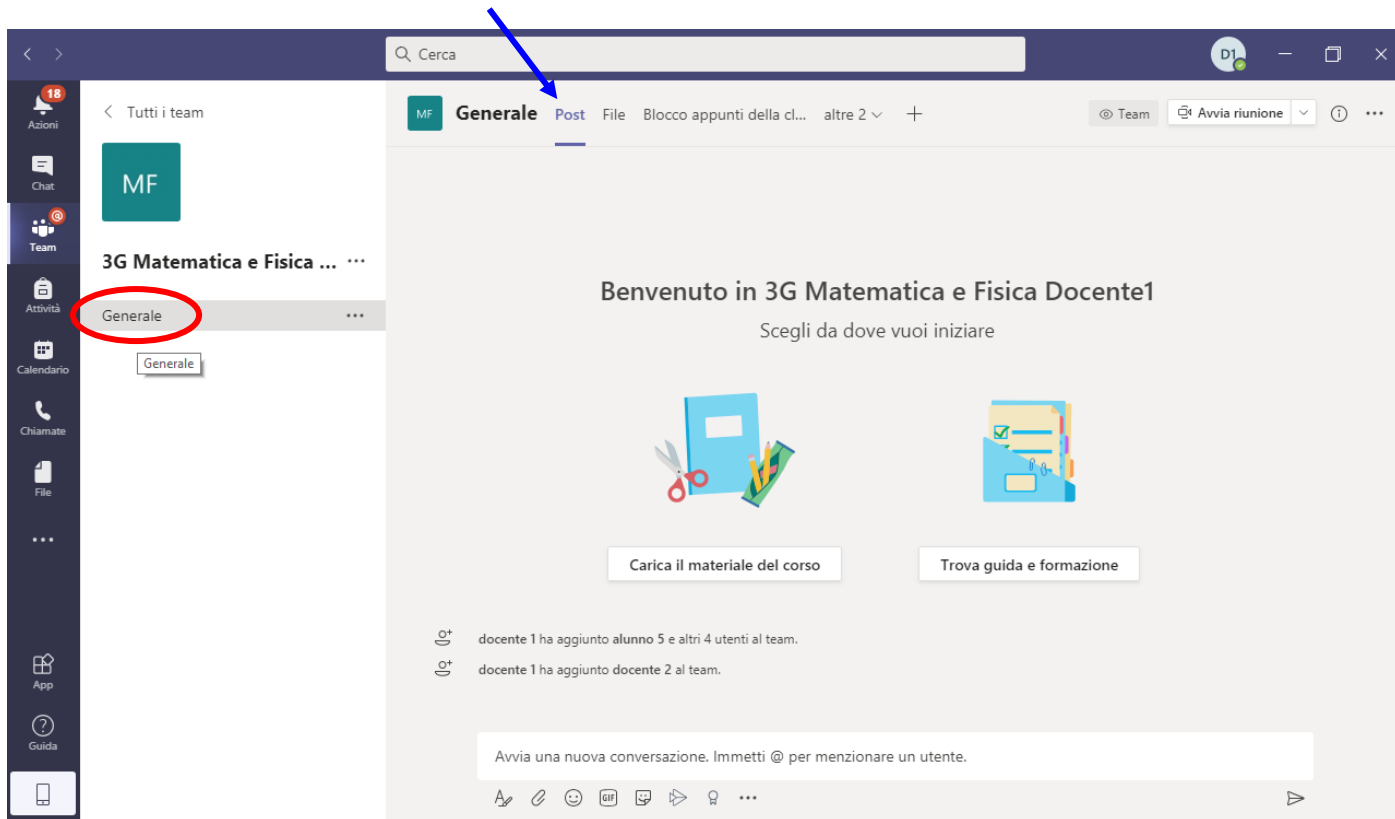 Cerca
D1
18
Azioni
Chat
@
Team
Attività
Calendario
Chiamate
File
App
Guida
Tutti i team
MF
3G Matematica e Fisica ...
Generale
Generale
MF Generale Post File Blocco appunti della cl... altre 2
Team Avvia riunione
Benvenuto in 3G Matematica e Fisica Docente1
Scegli da dove vuoi iniziare
Carica il materiale del corso Trova guida e formazione
docente 1 ha aggiunto alunno 5 e altri 4 utenti al team.
docente 1 ha aggiunto docente 2 al team.
Avvia una nuova conversazione. Immetti @ per menzionare un utente.
GIF